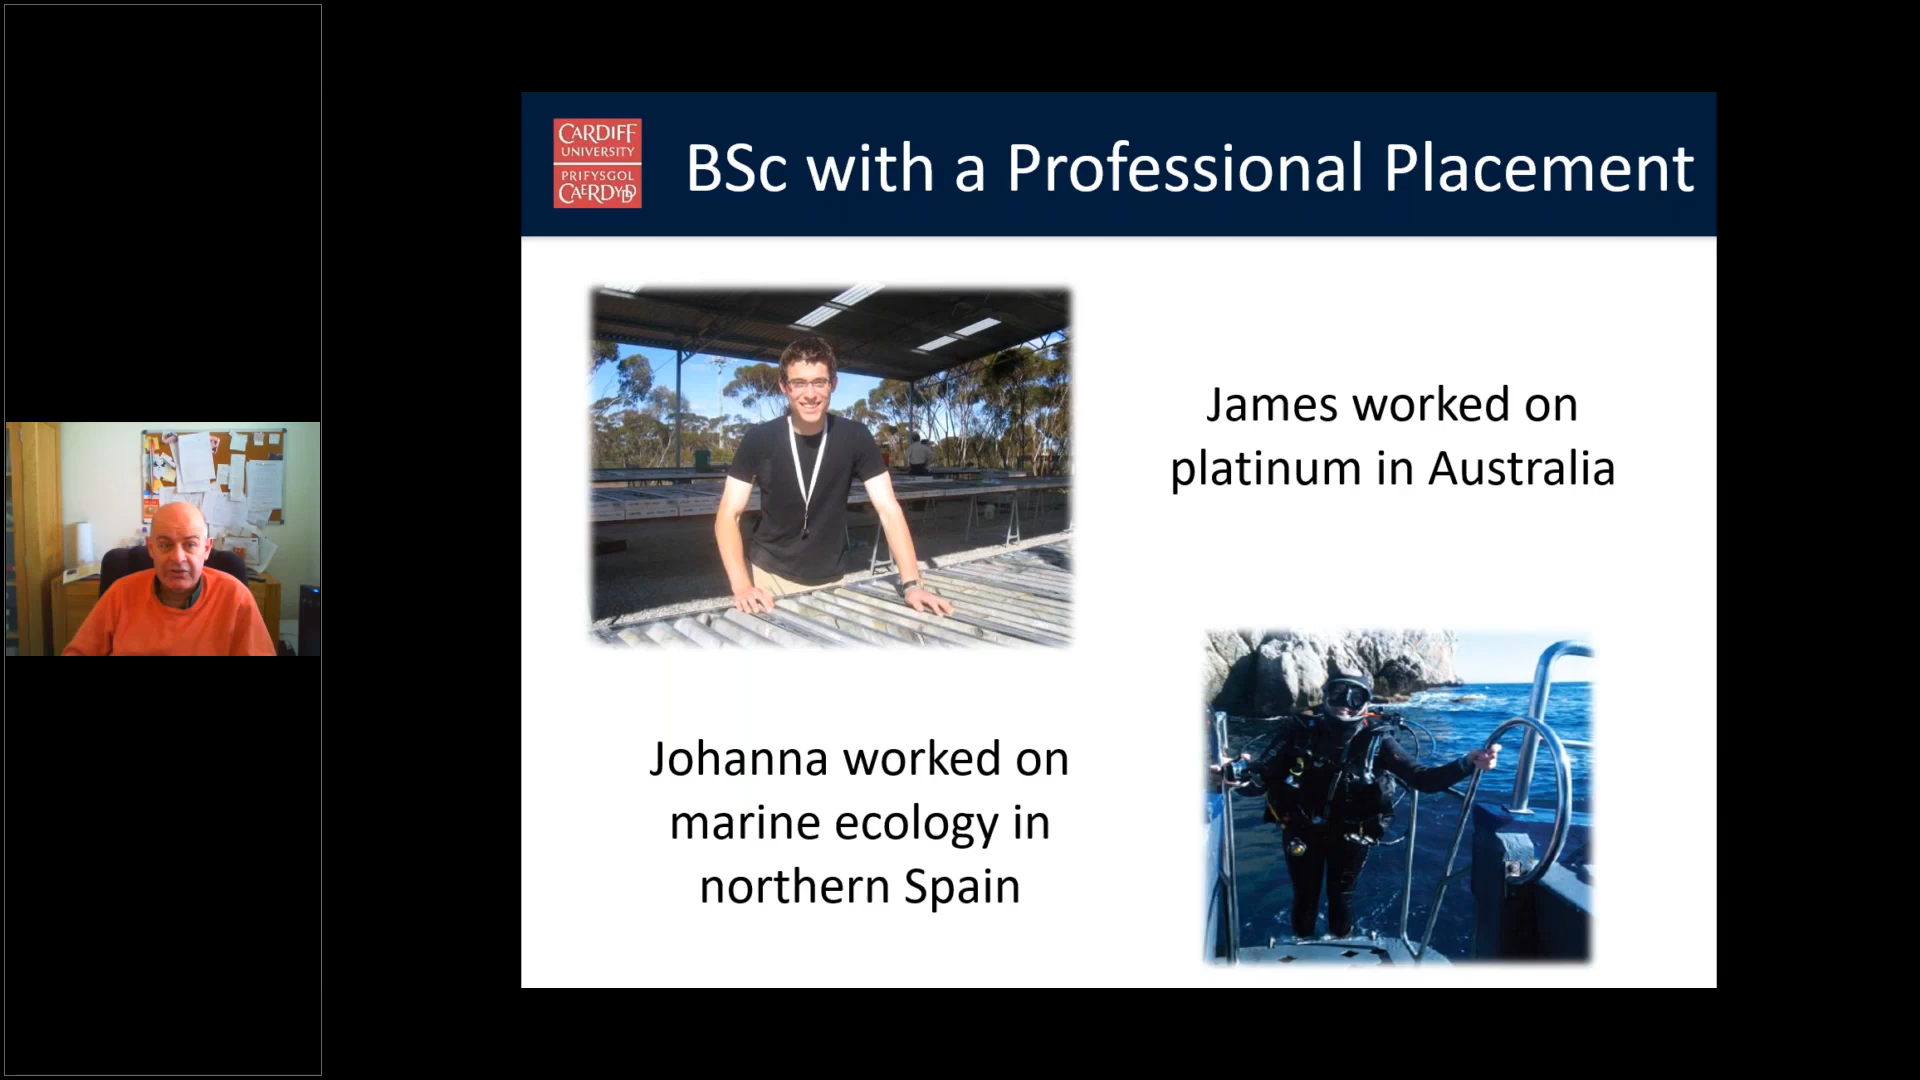 CARDIFF
UNIVERSITY
PRIFYSGOL
CAERDYDD
BSc with a Professional Placement
James worked on
platinum in Australia
Johanna worked on
marine ecology in
northern Spain